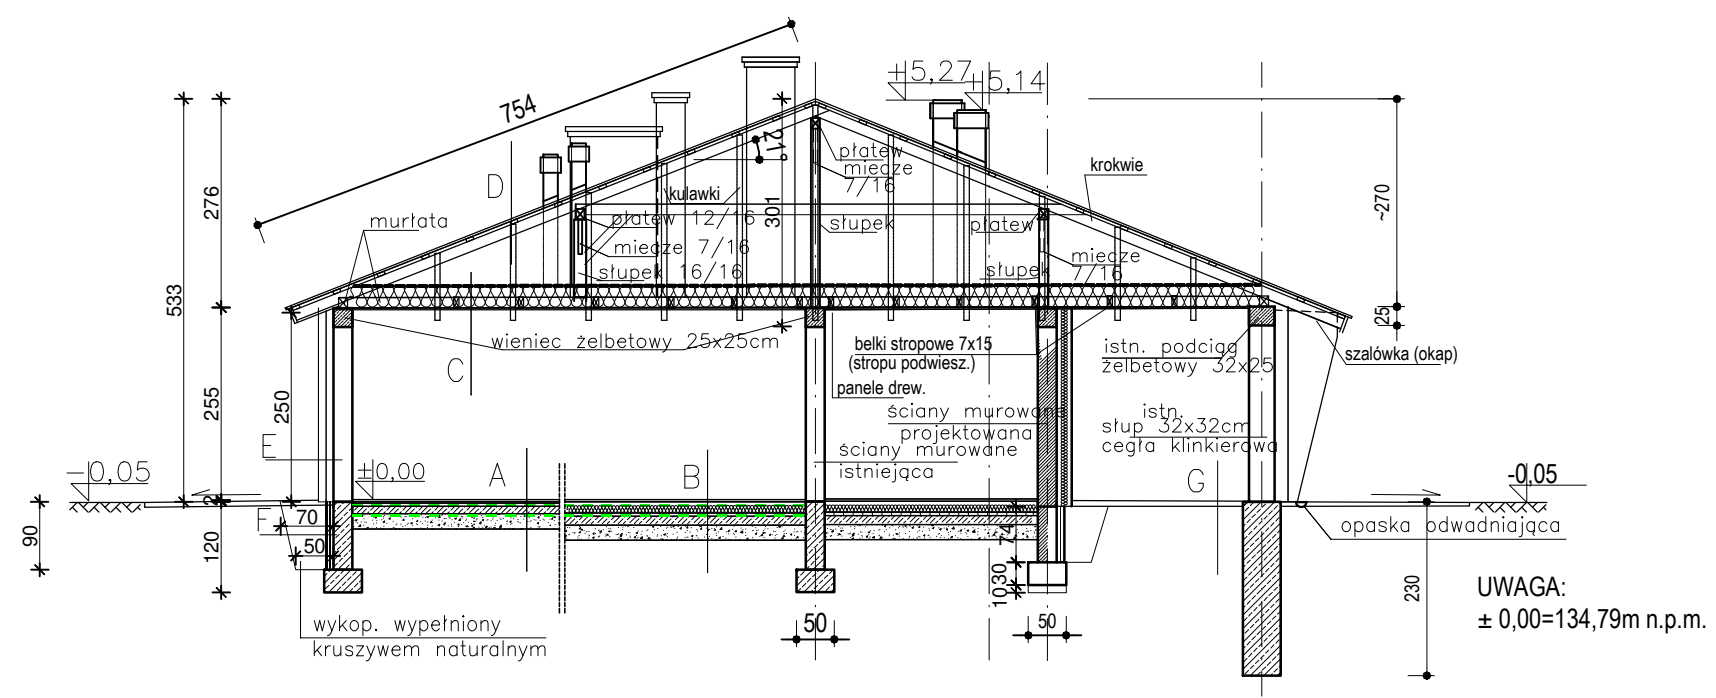 754
±5,27
±5,14
21°
płatew
miecze
7/16
krokwie
D
kulawki
murłata
płatew 12/16
301
słupek
płatew
miecze 7/16
miecze
słupek 16/16
słupek
7/16
276
533
~270
25
wieniec żelbetowy 25x25cm
belki stropowe 7x15
(stropu podwiesz.)
panele drew.
istn. podciąg
żelbetowy 32x25
szalówka (okap)
C
255
250
ściany murowane
projektowana
istn.
słup 32x32cm
cegła klinkierowa
ściany murowane
istniejąca
E
-0,05
±0,00
A
B
G
-0,05
2
F
70
50
90
120
74
30
10
opaska odwadniająca
230
UWAGA:
± 0,00=134,79m n.p.m.
50
50
wykop. wypełniony
kruszywem naturalnym